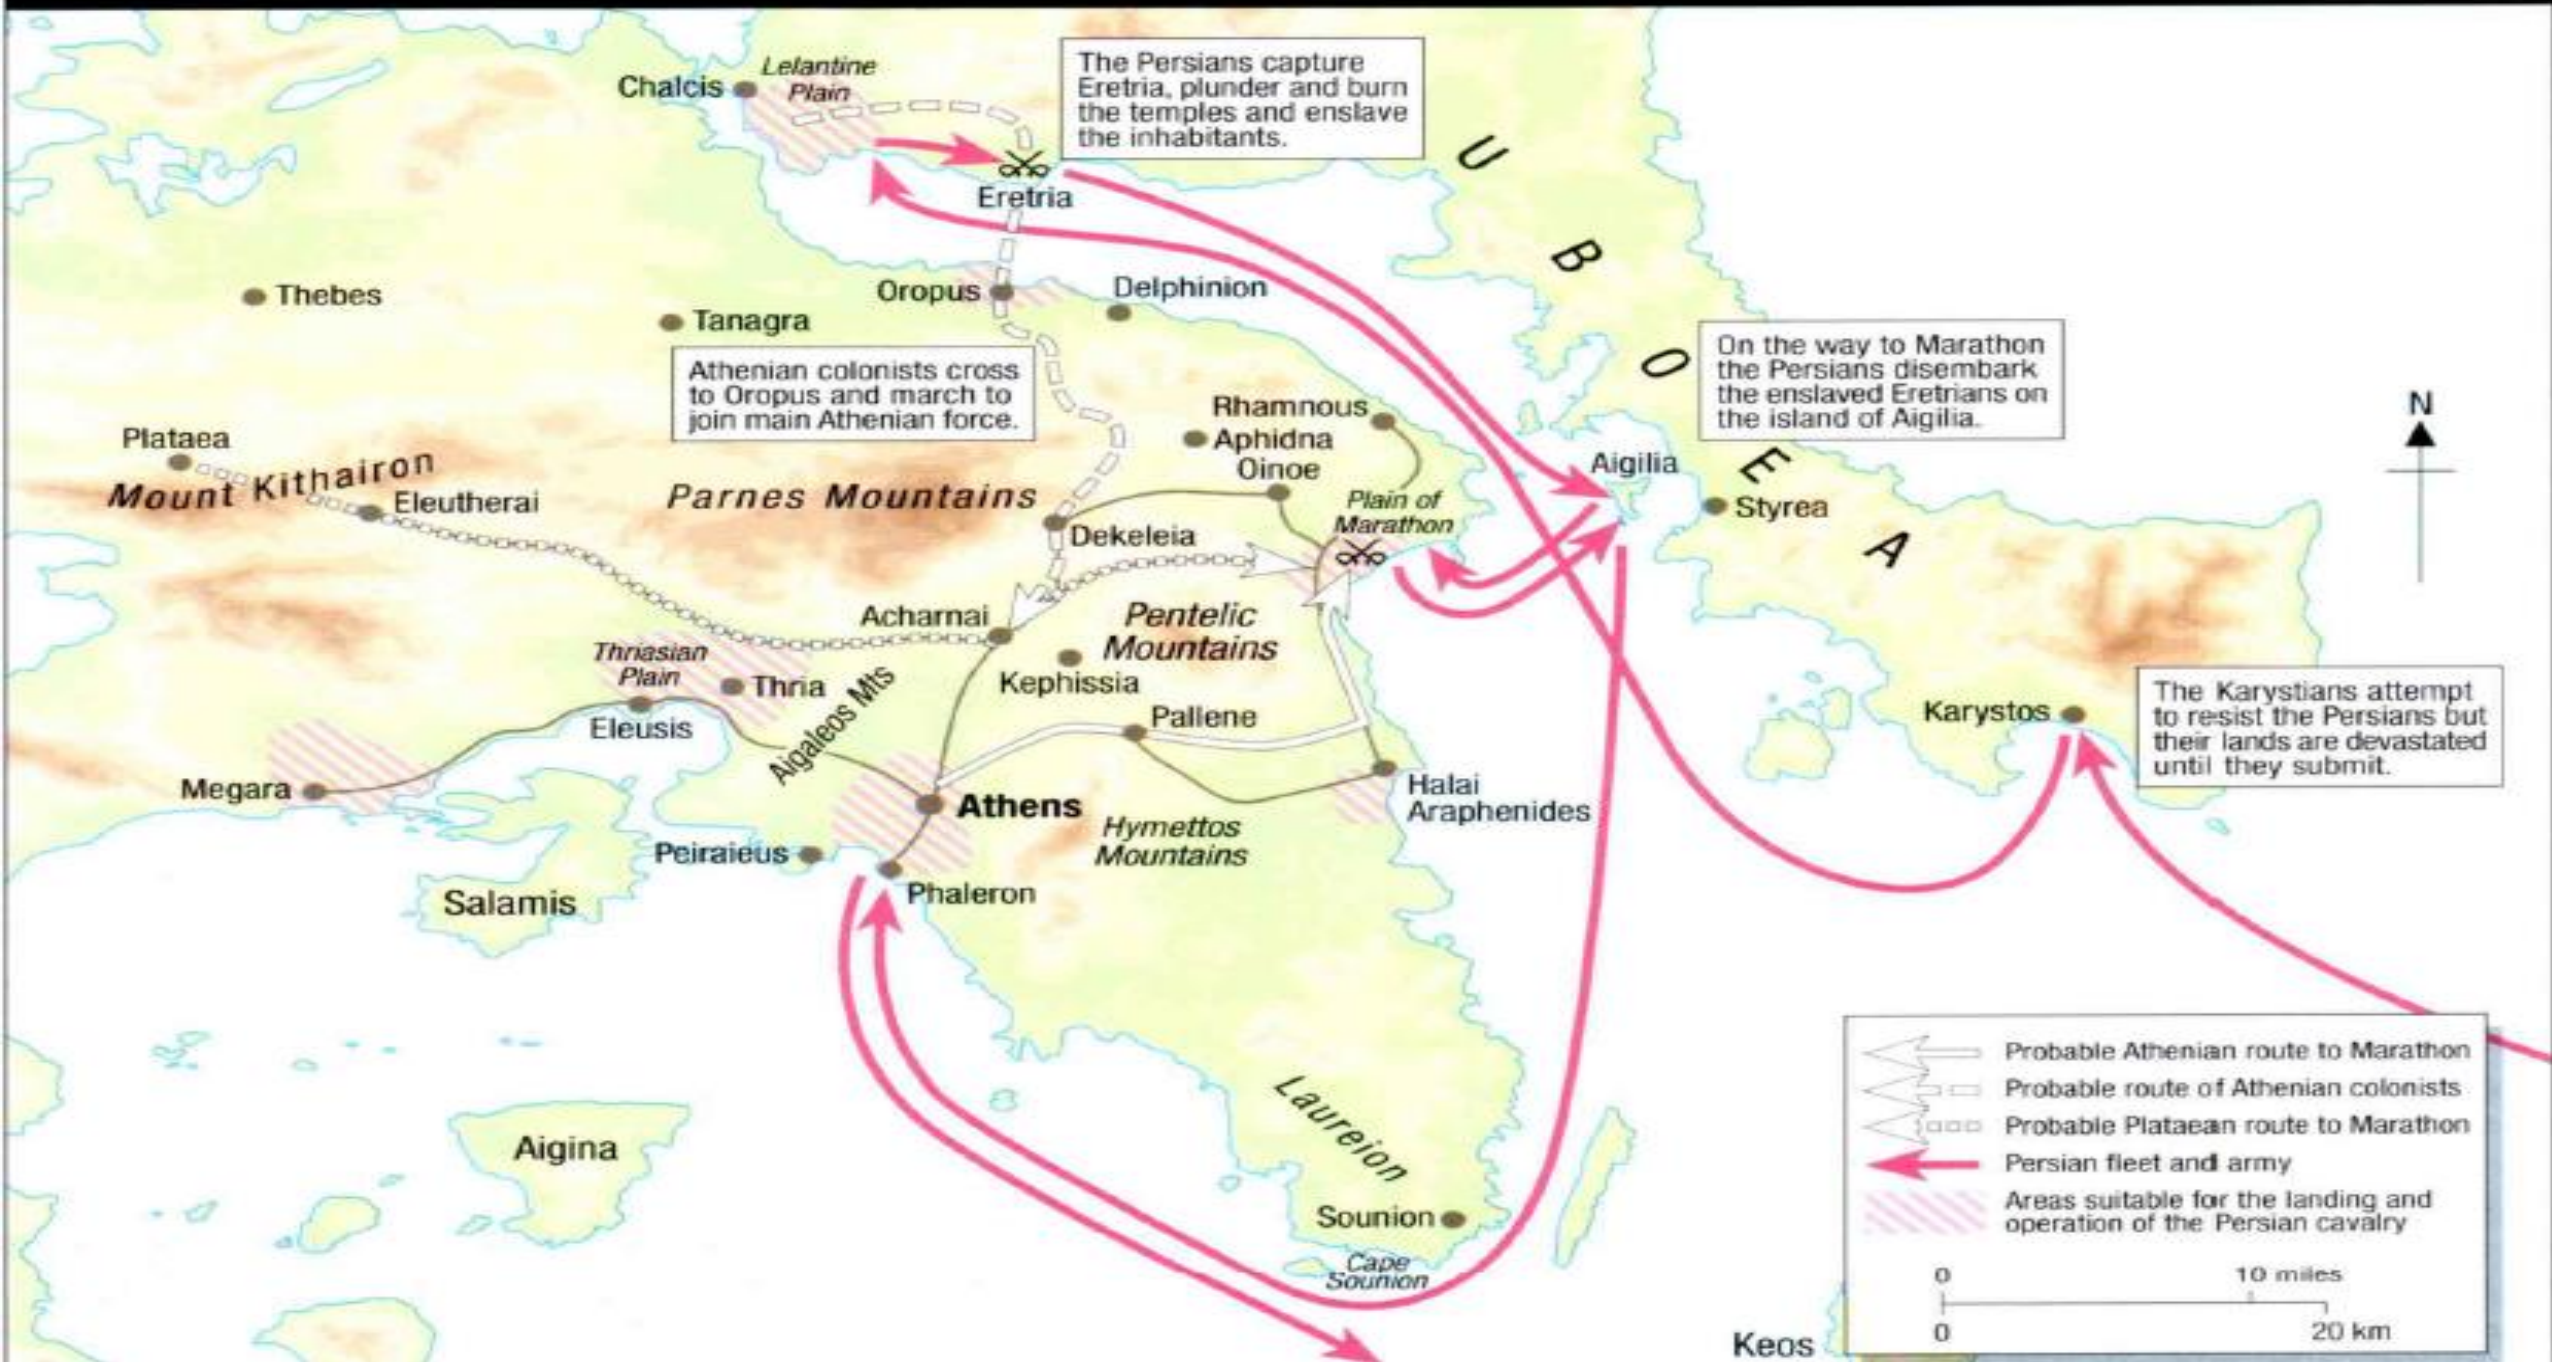 Lelantine
Plain
Chalcis
The Persians capture
Eretria, plunder and burn
the temples and enslave
the inhabitants.
Eretria
U
B
O
E
A
Thebes
Tanagra
Oropus
Delphinion
Athenian colonists cross
to Oropus and march to
join main Athenian force.
On the way to Marathon
the Persians disembark
the enslaved Eretrians on
the island of Aigilia.
N
Plataea
Mount Kithairon
Eleutherai
Parnes Mountains
Rhamnous
Aphidna
Oinoe
Plain of
Marathon
Aigilia
Styrea
Dekeleia
Acharnai
Pentelic
Mountains
Thriasian
Plain
Thria
Kephissia
Aigaleos Mts
Eleusis
Pallene
Karystos
The Karystians attempt
to resist the Persians but
their lands are devastated
until they submit.
Megara
Athens
Halai
Araphenides
Hymettos
Mountains
Peiraieus
Phaleron
Salamis
Aigina
Laureion
Sounion
Cape
Sounion
Keos
Probable Athenian route to Marathon
Probable route of Athenian colonists
Probable Plataean route to Marathon
Persian fleet and army
Areas suitable for the landing and
operation of the Persian cavalry
0 10 miles
0 20 km